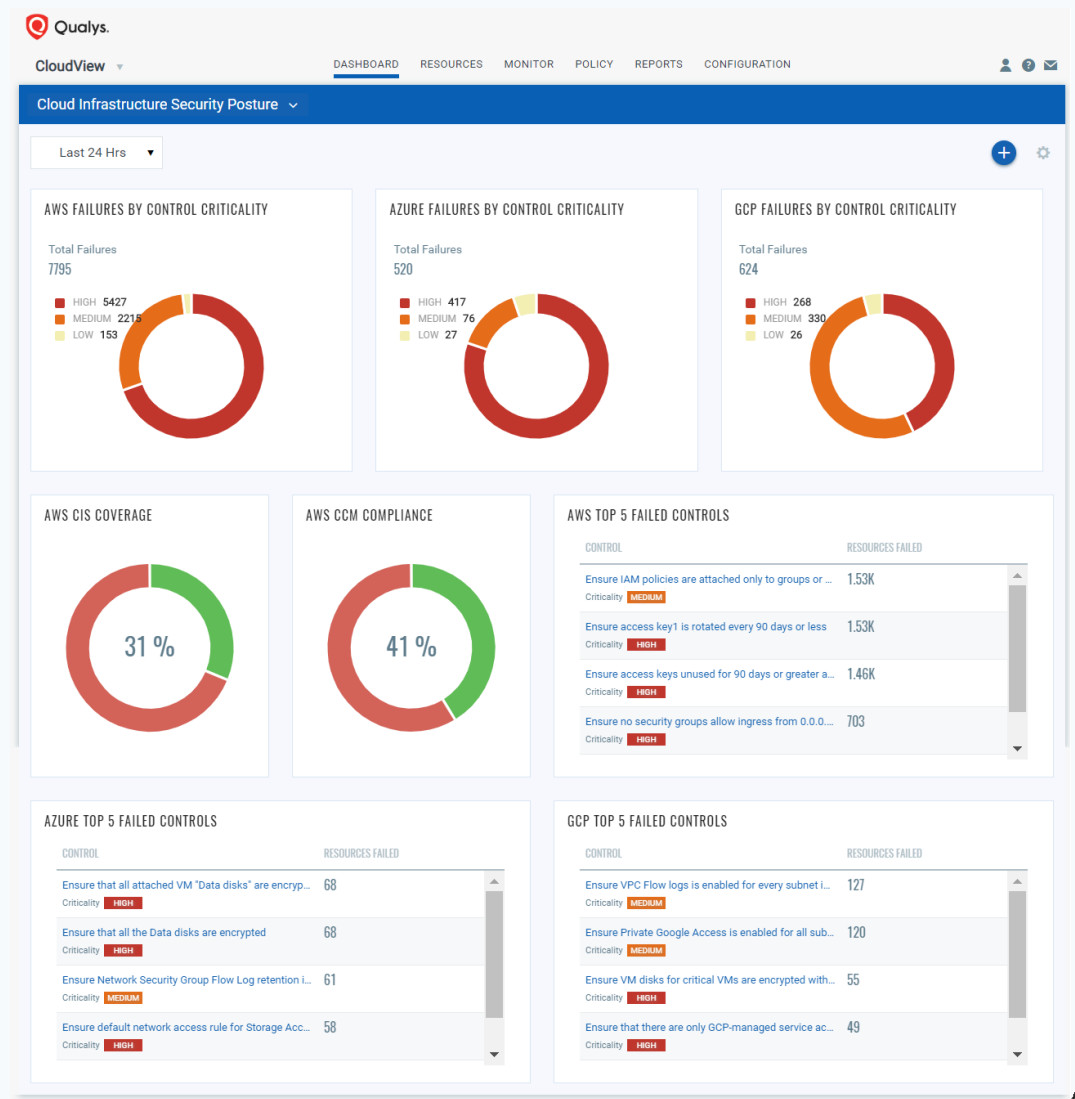 Qualys.
CloudView
DASHBOARD RESOURCES MONITOR POLICY REPORTS CONFIGURATION
Cloud Infrastructure Security Posture
Last 24 Hrs
AWS FAILURES BY CONTROL CRITICALITY
Total Failures
7795
HIGH 5427
MEDIUM 2215
LOW 153
AZURE FAILURES BY CONTROL CRITICALITY
Total Failures
520
HIGH 417
MEDIUM 76
LOW 27
GCP FAILURES BY CONTROL CRITICALITY
Total Failures
624
HIGH 268
MEDIUM 330
LOW 26
AWS CIS COVERAGE
31 %
AWS CCM COMPLIANCE
41 %
AWS TOP 5 FAILED CONTROLS
CONTROL RESOURCES FAILED
Ensure IAM policies are attached only to groups or ... 1.53K
Criticality MEDIUM
Ensure access key1 is rotated every 90 days or less 1.53K
Criticality HIGH
Ensure access keys unused for 90 days or greater a... 1.46K
Criticality HIGH
Ensure no security groups allow ingress from 0.0.0.... 703
Criticality HIGH
AZURE TOP 5 FAILED CONTROLS
CONTROL RESOURCES FAILED
Ensure that all attached VM "Data disks" are encryp... 68
Criticality HIGH
Ensure that all the Data disks are encrypted 68
Criticality HIGH
Ensure Network Security Group Flow Log retention i... 61
Criticality MEDIUM
Ensure default network access rule for Storage Acc... 58
Criticality HIGH
GCP TOP 5 FAILED CONTROLS
CONTROL RESOURCES FAILED
Ensure VPC Flow logs is enabled for every subnet i... 127
Criticality MEDIUM
Ensure Private Google Access is enabled for all sub... 120
Criticality MEDIUM
Ensure VM disks for critical VMs are encrypted with... 55
Criticality HIGH
Ensure that there are only GCP-managed service ac... 49
Criticality HIGH